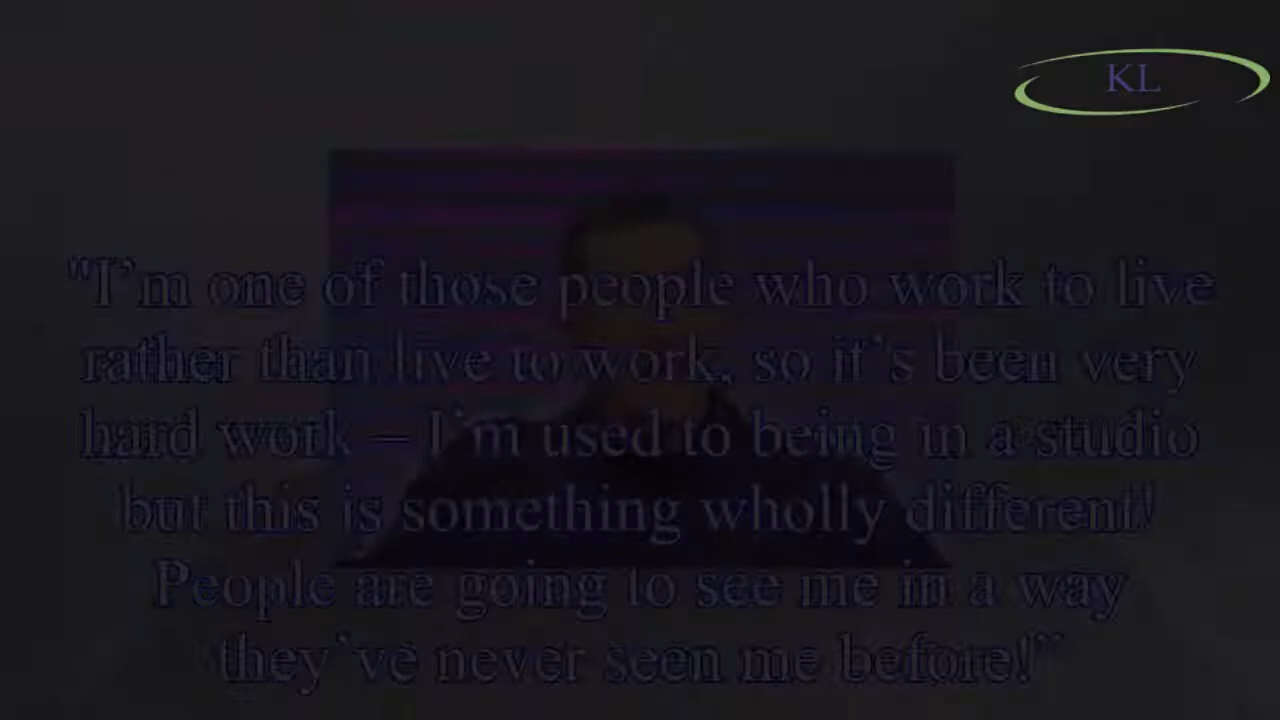 KL
"I’m one of those people who work to live
rather than live to work, so it’s been very
hard work – I’m used to being in a studio
but this is something wholly different!
People are going to see me in a way
they’ve never seen me before!”